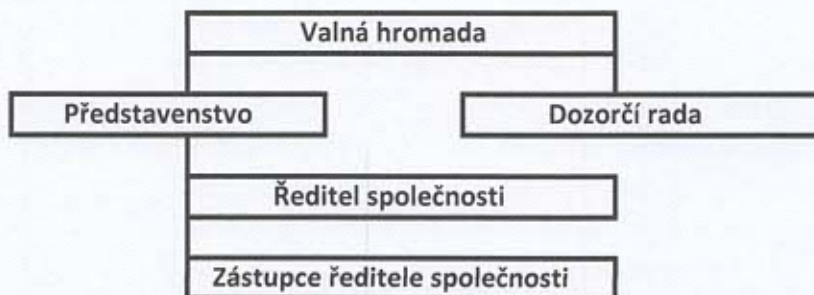 Valná hromada
Představenstvo
Dozorčí rada
Ředitel společnosti
Zástupce ředitele společnosti